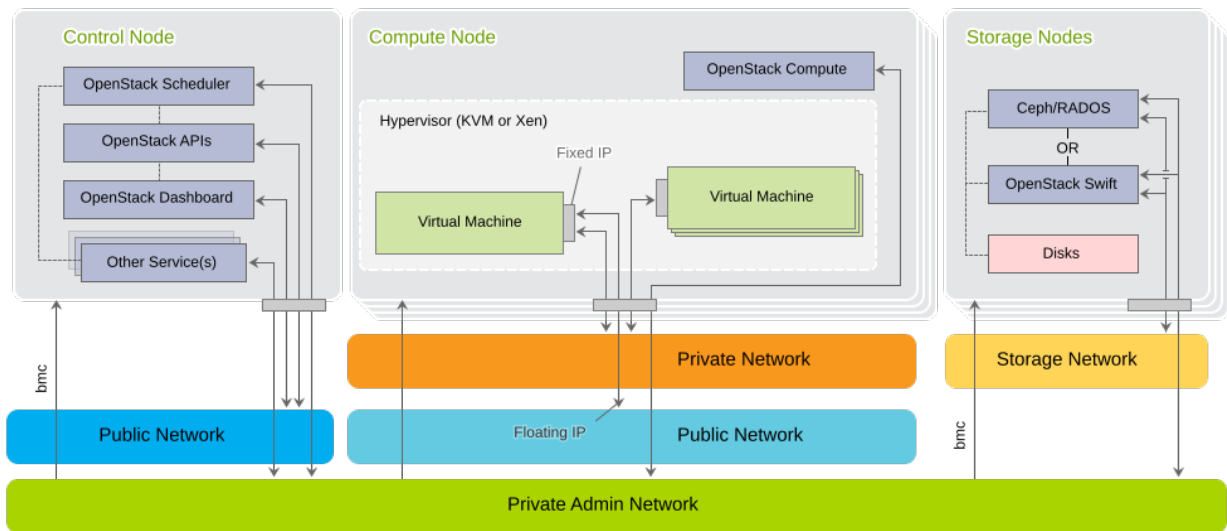 Control Node
OpenStack Scheduler
OpenStack APIs
OpenStack Dashboard
Other Service(s)
Compute Node
OpenStack Compute
Hypervisor (KVM or Xen)
Fixed IP
Virtual Machine
Virtual Machine
Storage Nodes
Ceph/RADOS
OR
OpenStack Swift
Disks
bmc
Private Network
Storage Network
Public Network
Floating IP
Public Network
bmc
Private Admin Network